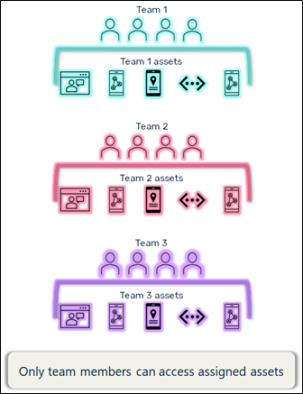 Team 1
Team 1 assets
Team 2
Team 2 assets
Team 3
Team 3 assets
Only team members can access assigned assets